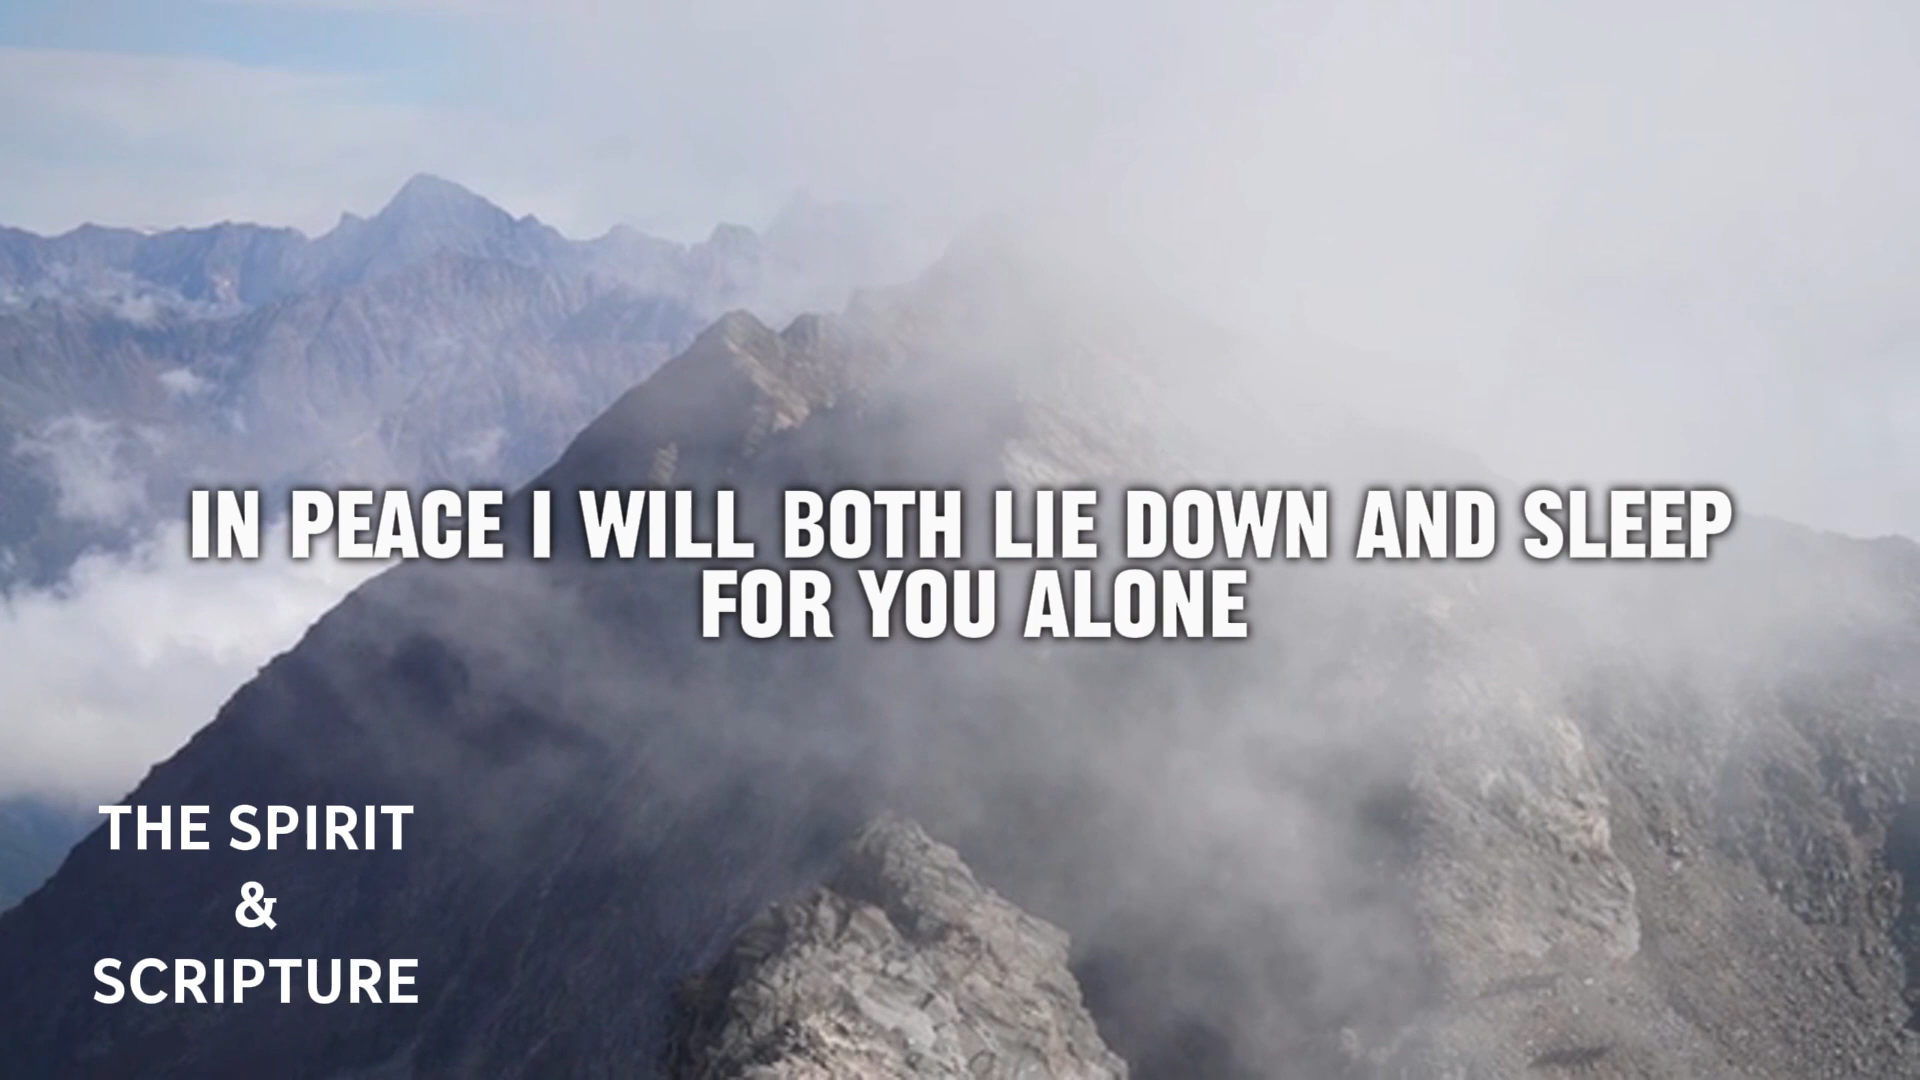 IN PEACE I WILL BOTH LIE DOWN AND SLEEP
FOR YOU ALONE
THE SPIRIT
&
SCRIPTURE